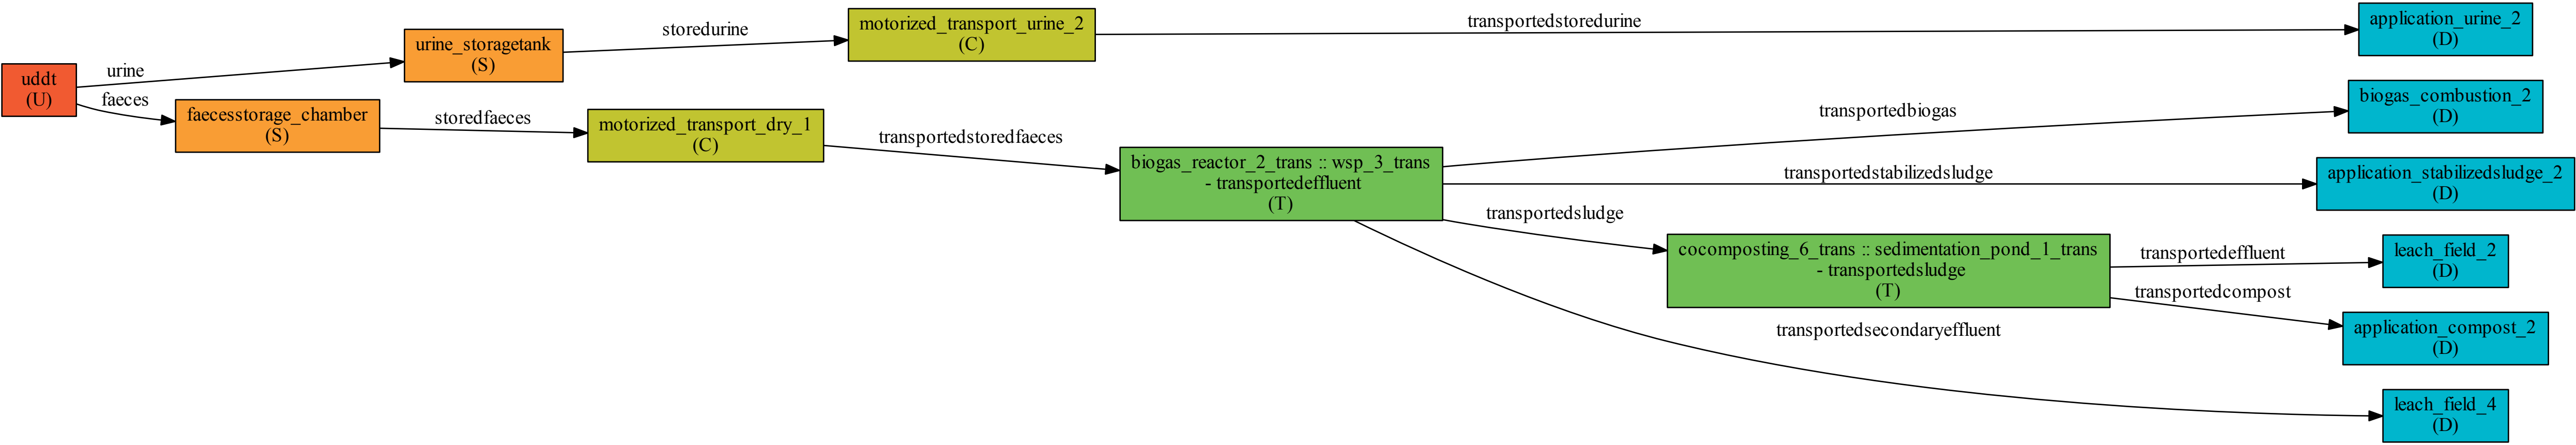 uddt
(U)
urine
faeces
urine_storagetank
(S)
faecesstorage_chamber
(S)
storedurine
storedfaeces
motorized_transport_urine_2
(C)
motorized_transport_dry_1
(C)
transportedstoredurine
transportedstoredfaeces
biogas_reactor_2_trans :: wsp_3_trans
- transportedeffluent
(T)
transportedbiogas
transportedstabilizedsludge
transportedsludge
transportedsecondaryeffluent
cocomposting_6_trans :: sedimentation_pond_1_trans
- transportedsludge
(T)
transportedeffluent
transportedcompost
application_urine_2
(D)
biogas_combustion_2
(D)
application_stabilizedsludge_2
(D)
leach_field_2
(D)
application_compost_2
(D)
leach_field_4
(D)